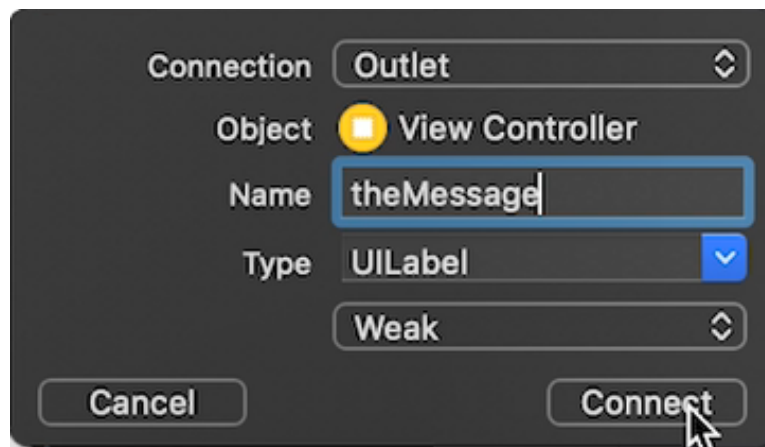 Connection Outlet
Object View Controller
Name theMessage
Type UILabel
Weak
Cancel Connect